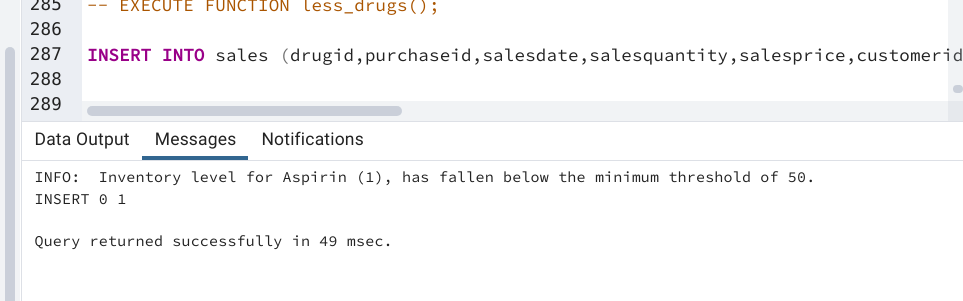 285 -- EXECUTE FUNCTION less_drugs();
286
287 INSERT INTO sales (drugid,purchaseid,salesdate,salesquantity,salesprice,customerid
288
289
Data Output Messages Notifications
INFO:  Inventory level for Aspirin (1), has fallen below the minimum threshold of 50.
INSERT 0 1
Query returned successfully in 49 msec.